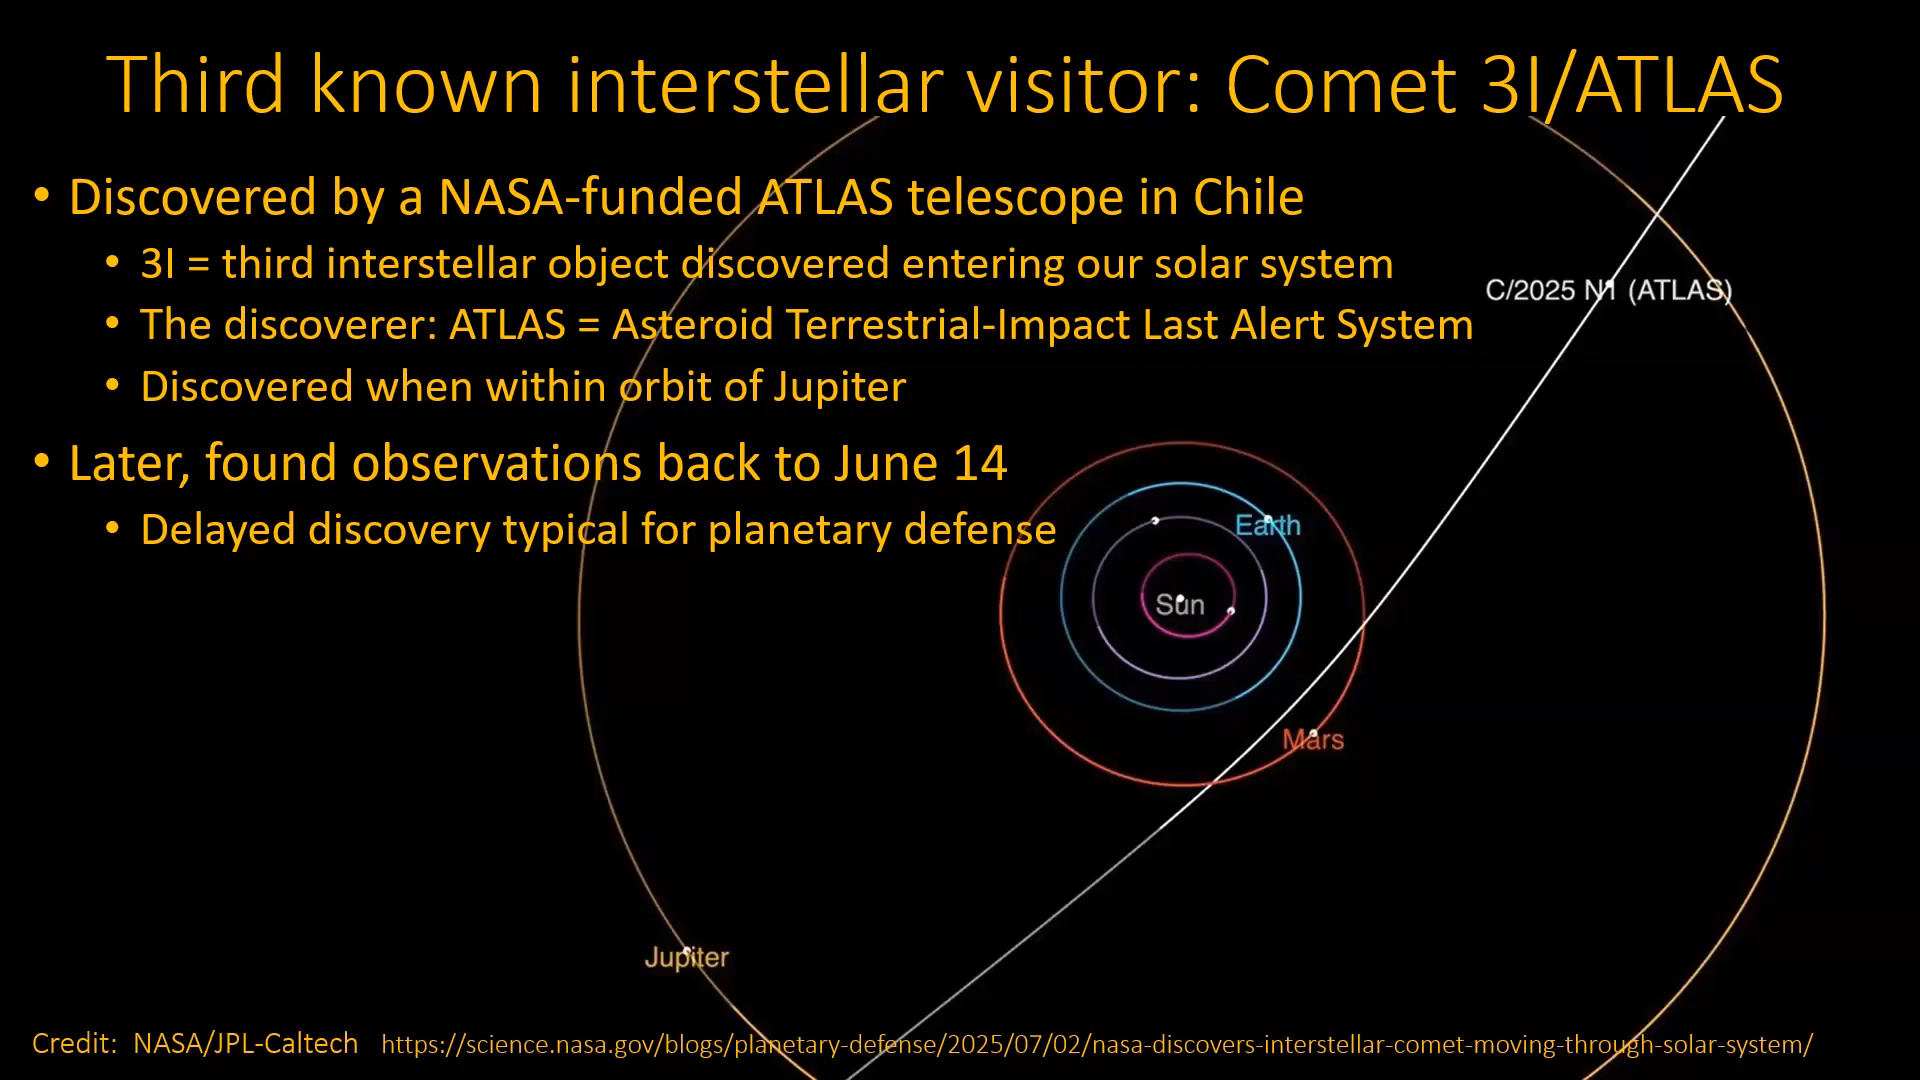 Third known interstellar visitor: Comet 3I/ATLAS
• Discovered by a NASA-funded ATLAS telescope in Chile
• 3I = third interstellar object discovered entering our solar system
• The discoverer: ATLAS = Asteroid Terrestrial-Impact Last Alert System
• Discovered when within orbit of Jupiter
• Later, found observations back to June 14
• Delayed discovery typical for planetary defense
C/2025 N1 (ATLAS)
Earth
Sun
Mars
Jupiter
Credit: NASA/JPL-Caltech https://science.nasa.gov/blogs/planetary-defense/2025/07/02/nasa-discovers-interstellar-comet-moving-through-solar-system/